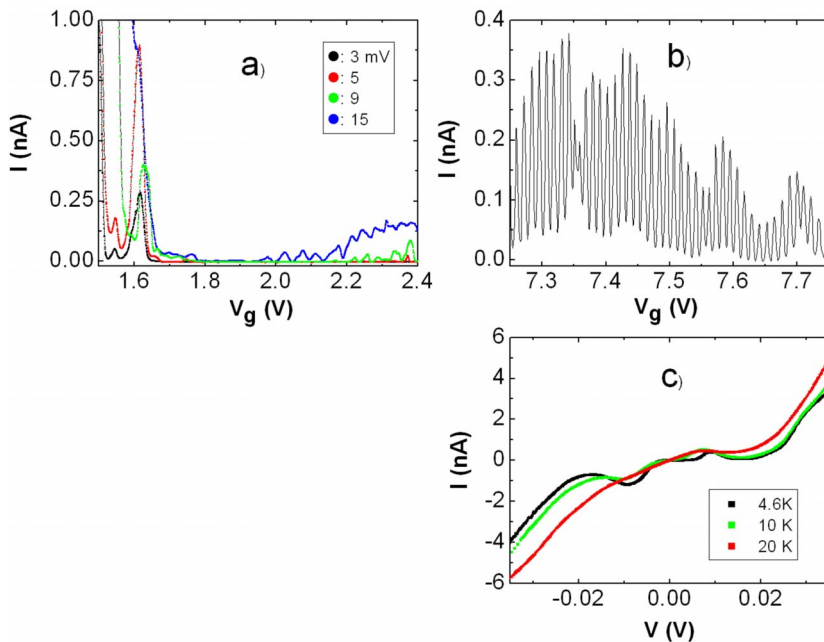 a)
: 3 mV
: 5
: 9
: 15
I (nA)
1.00
0.75
0.50
0.25
0.00
1.6 1.8 2.0 2.2 2.4
Vg (V)
b)
I (nA)
0.4
0.3
0.2
0.1
0.0
7.3 7.4 7.5 7.6 7.7
Vg (V)
c)
I (nA)
6
4
2
0
-2
-4
-6
4.6K
10 K
20 K
-0.02 0.00 0.02
V (V)